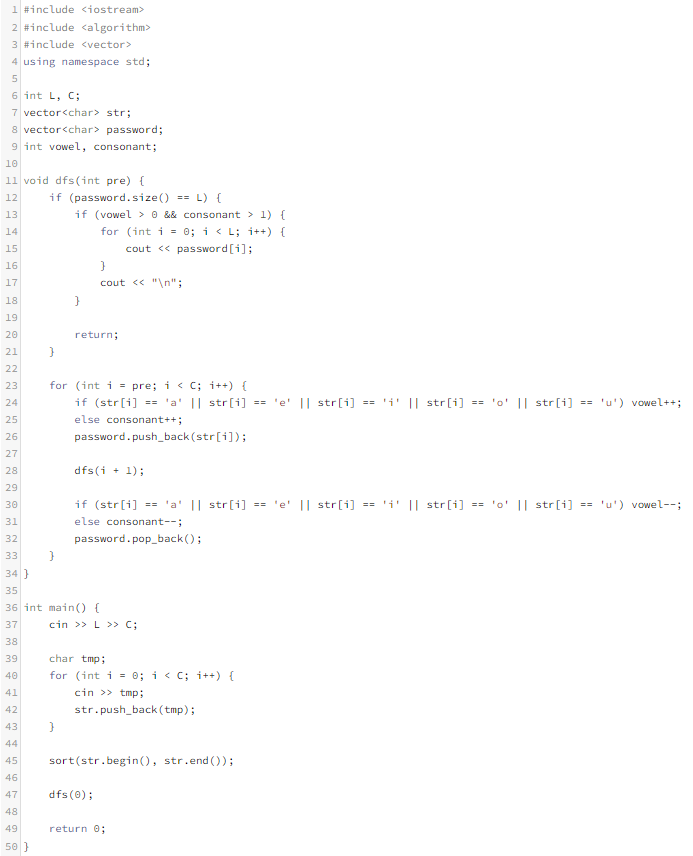 1 #include <iostream>
2 #include <algorithm>
3 #include <vector>
4 using namespace std;
5
6 int L, C;
7 vector<char> str;
8 vector<char> password;
9 int vowel, consonant;
10
11 void dfs(int pre) {
12     if (password.size() == L) {
13         if (vowel > 0 && consonant > 1) {
14             for (int i = 0; i < L; i++) {
15                 cout << password[i];
16             }
17             cout << "\n";
18         }
19
20         return;
21     }
22
23     for (int i = pre; i < C; i++) {
24         if (str[i] == 'a' || str[i] == 'e' || str[i] == 'i' || str[i] == 'o' || str[i] == 'u') vowel++;
25         else consonant++;
26         password.push_back(str[i]);
27
28         dfs(i + 1);
29
30         if (str[i] == 'a' || str[i] == 'e' || str[i] == 'i' || str[i] == 'o' || str[i] == 'u') vowel--;
31         else consonant--;
32         password.pop_back();
33     }
34 }
35
36 int main() {
37     cin >> L >> C;
38
39     char tmp;
40     for (int i = 0; i < C; i++) {
41         cin >> tmp;
42         str.push_back(tmp);
43     }
44
45     sort(str.begin(), str.end());
46
47     dfs(0);
48
49     return 0;
50 }